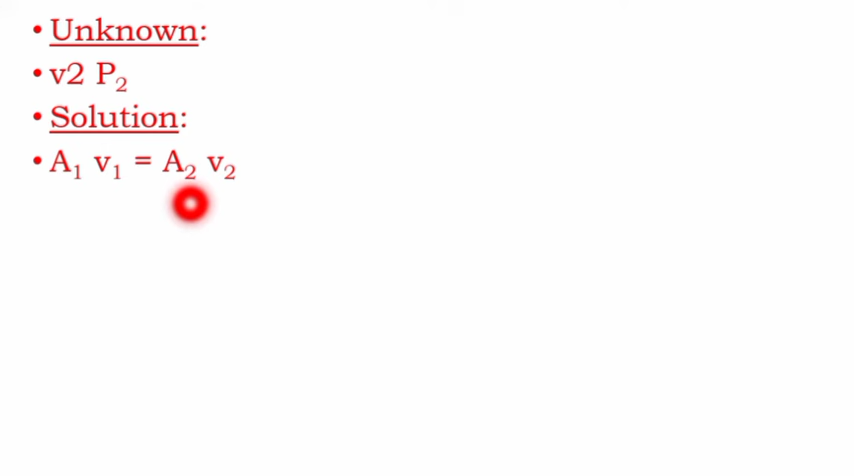 • Unknown:
• v2 P₂
• Solution:
• A₁ v₁ = A₂ v₂